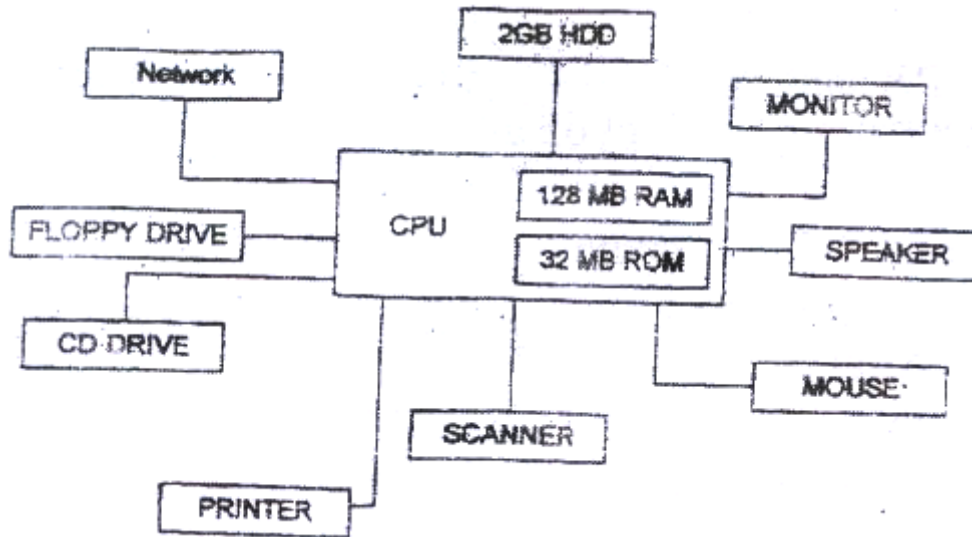 2GB HDD
Network
MONITOR
128 MB RAM
CPU
FLOPPY DRIVE
32 MB ROM
SPEAKER
CD DRIVE
MOUSE
SCANNER
PRINTER